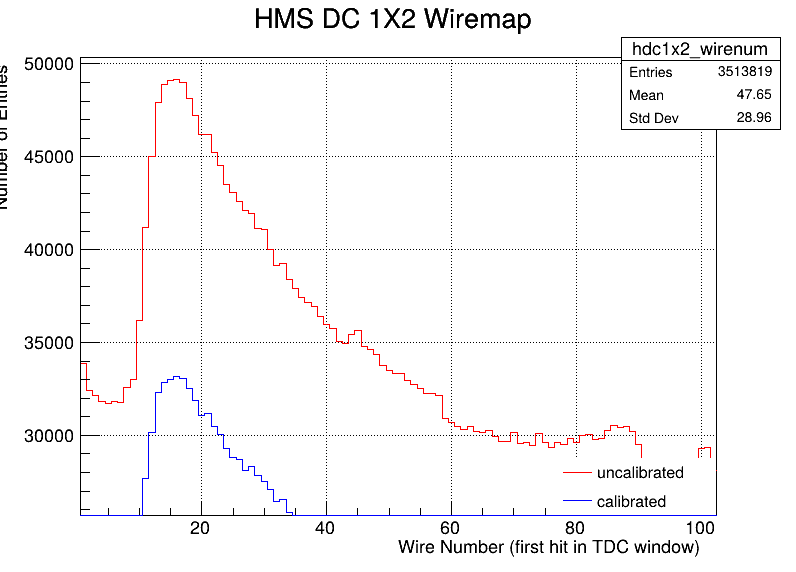 HMS DC 1X2 Wiremap
hdc1x2_wirenum
Entries 3513819
Mean 47.65
Std Dev 28.96
Number of Entries
50000
45000
40000
35000
30000
uncalibrated
calibrated
20 40 60 80 100
Wire Number (first hit in TDC window)